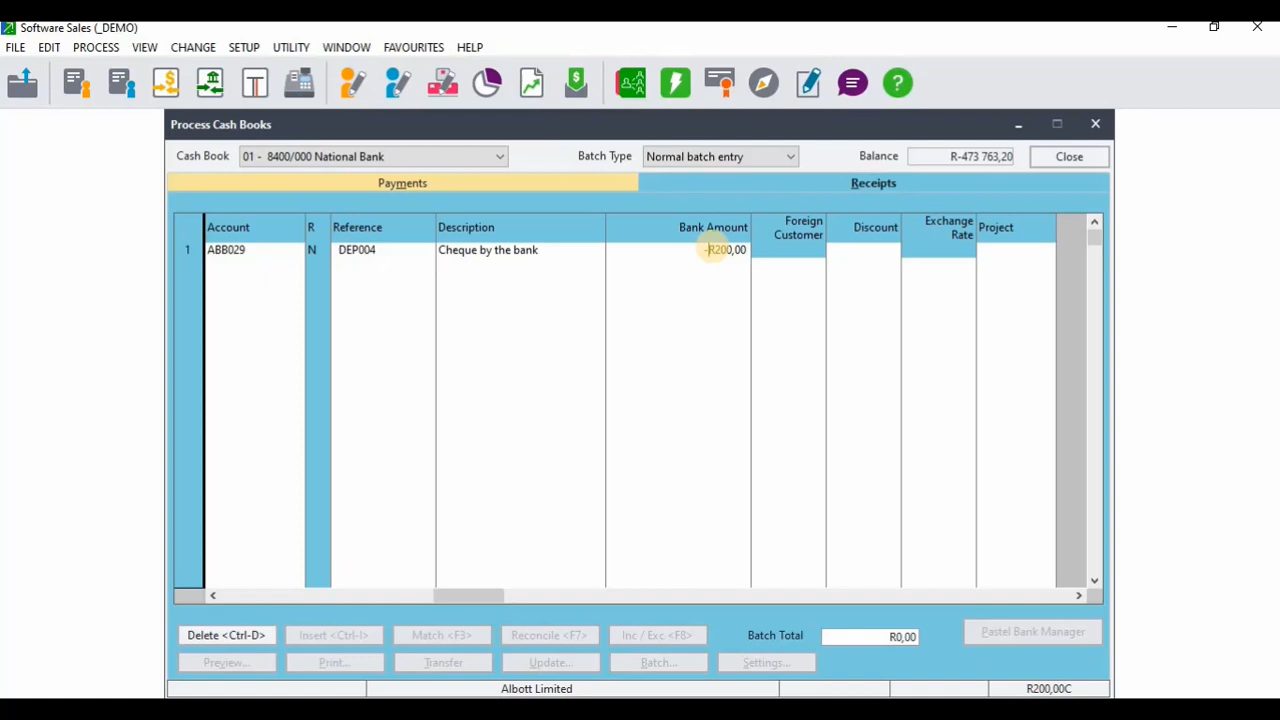 Software Sales (_DEMO)
FILE EDIT PROCESS VIEW CHANGE SETUP UTILITY WINDOW FAVOURITES HELP
Process Cash Books
Cash Book 01 - 8400/000 National Bank Batch Type Normal batch entry Balance R-473 763,20 Close
Payments Receipts
Account R Reference Description Bank Amount Foreign Customer Discount Exchange Rate Project
1 ABB029 N DEP004 Cheque by the bank -R200,00
Delete <Ctrl-D> Insert <Ctrl-I> Match <F3> Reconcile <F7> Inc / Exc <F8> Batch Total R0,00 Pastel Bank Manager
Preview... Print... Transfer Update... Batch... Settings...
Albott Limited R200,00C